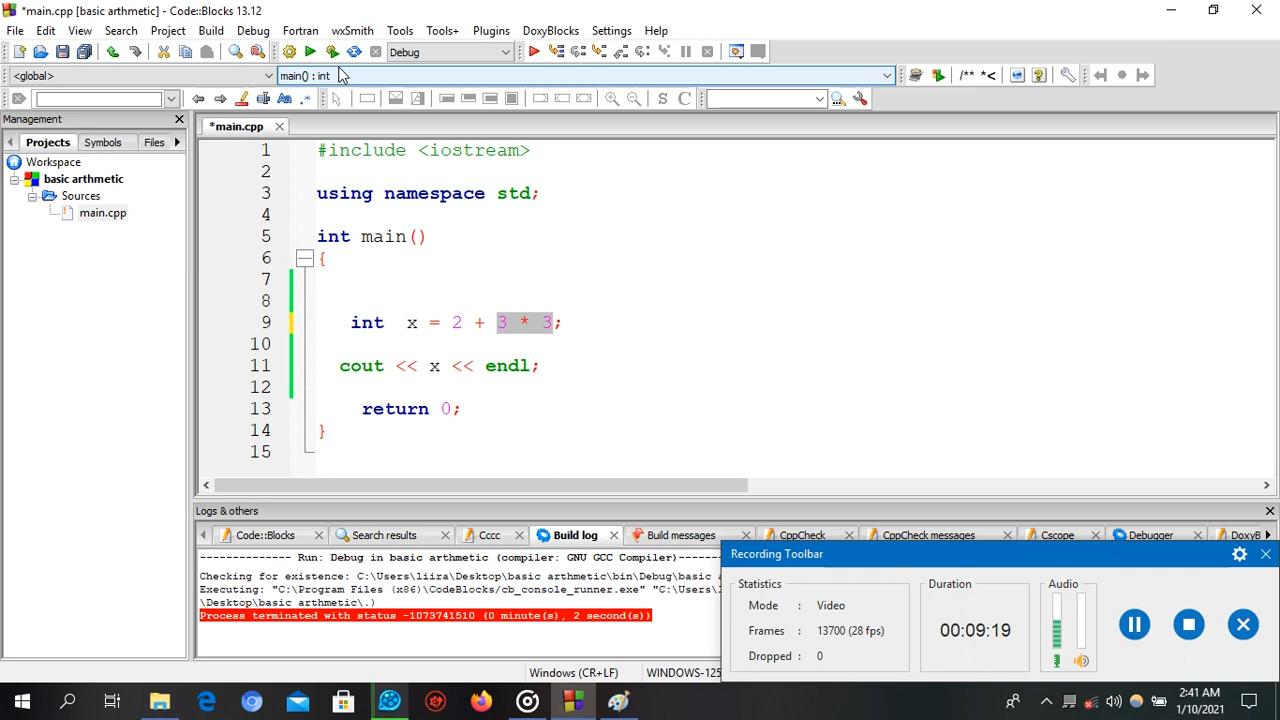 *main.cpp [basic arthmetic] - Code::Blocks 13.12
File Edit View Search Project Build Debug Fortran wxSmith Tools Tools+ Plugins DoxyBlocks Settings Help
Debug
<global> main() : int /** *<
Aa .* S C
Management
Projects Symbols Files
*main.cpp
Workspace
basic arthmetic
Sources
main.cpp
1 #include <iostream>
2
3 using namespace std;
4
5 int main()
6 {
7
8
9 int x = 2 + 3 * 3;
10
11 cout << x << endl;
12
13 return 0;
14 }
15
Logs & others
Code::Blocks Search results Cccc Build log Build messages CppCheck CppCheck messages Cscope Debugger DoxyB
-------------- Run: Debug in basic arthmetic (compiler: GNU GCC Compiler)-------
Checking for existence: C:\Users\liira\Desktop\basic arthmetic\bin\Debug\basic a
Executing: "C:\Program Files (x86)\CodeBlocks/cb_console_runner.exe" "C:\Users\l
\Desktop\basic arthmetic\.)
Process terminated with status -1073741510 (0 minute(s), 2 second(s))
Recording Toolbar
Statistics
Mode : Video
Frames : 13700 (28 fps)
Dropped : 0
Duration
00:09:19
Audio
Windows (CR+LF) WINDOWS-125
2:41 AM
1/10/2021